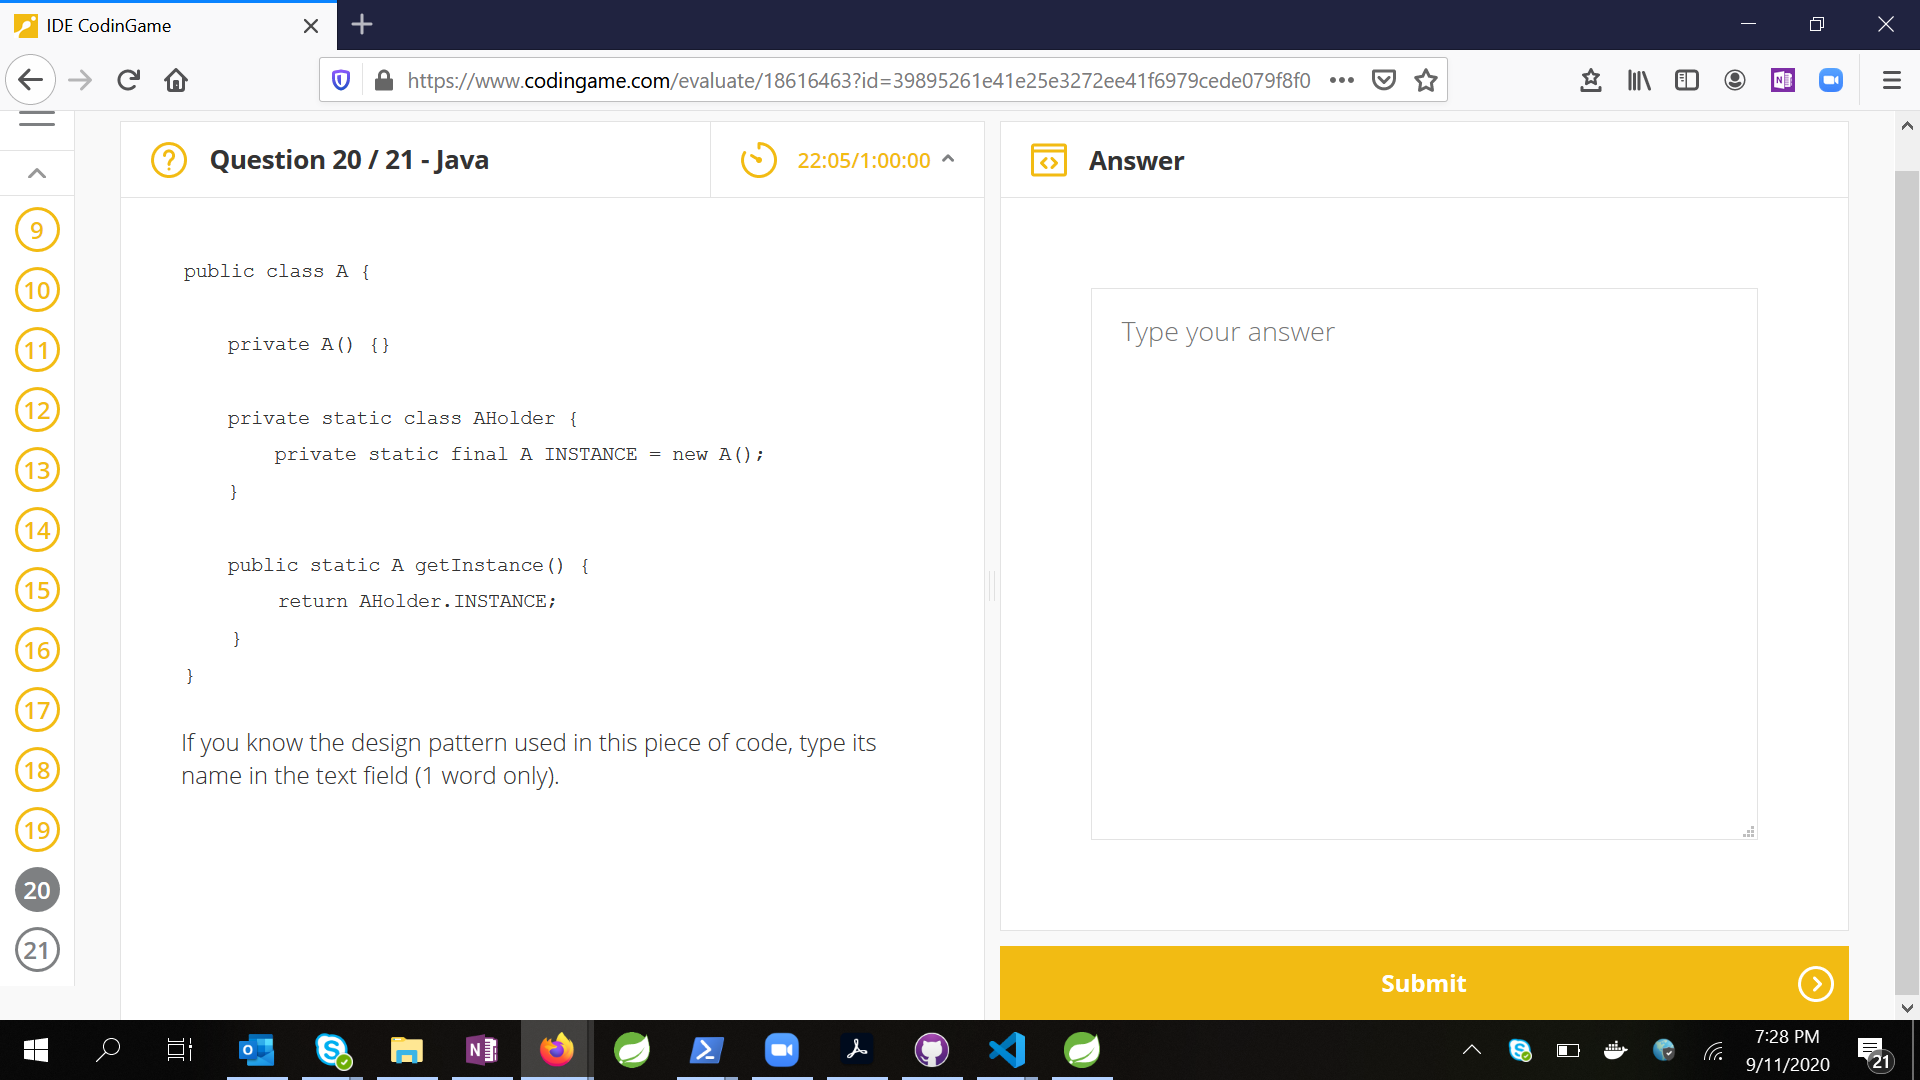 IDE CodinGame
https://www.codingame.com/evaluate/18616463?id=39895261e41e25e3272ee41f6979cede079f8f0
Question 20 / 21 - Java
22:05/1:00:00
Answer
9
10
11
12
13
14
15
16
17
18
19
20
21
public class A {
private A() {}
private static class AHolder {
private static final A INSTANCE = new A();
}
public static A getInstance() {
return AHolder.INSTANCE;
}
}
If you know the design pattern used in this piece of code, type its
name in the text field (1 word only).
Type your answer
Submit
7:28 PM
9/11/2020
21